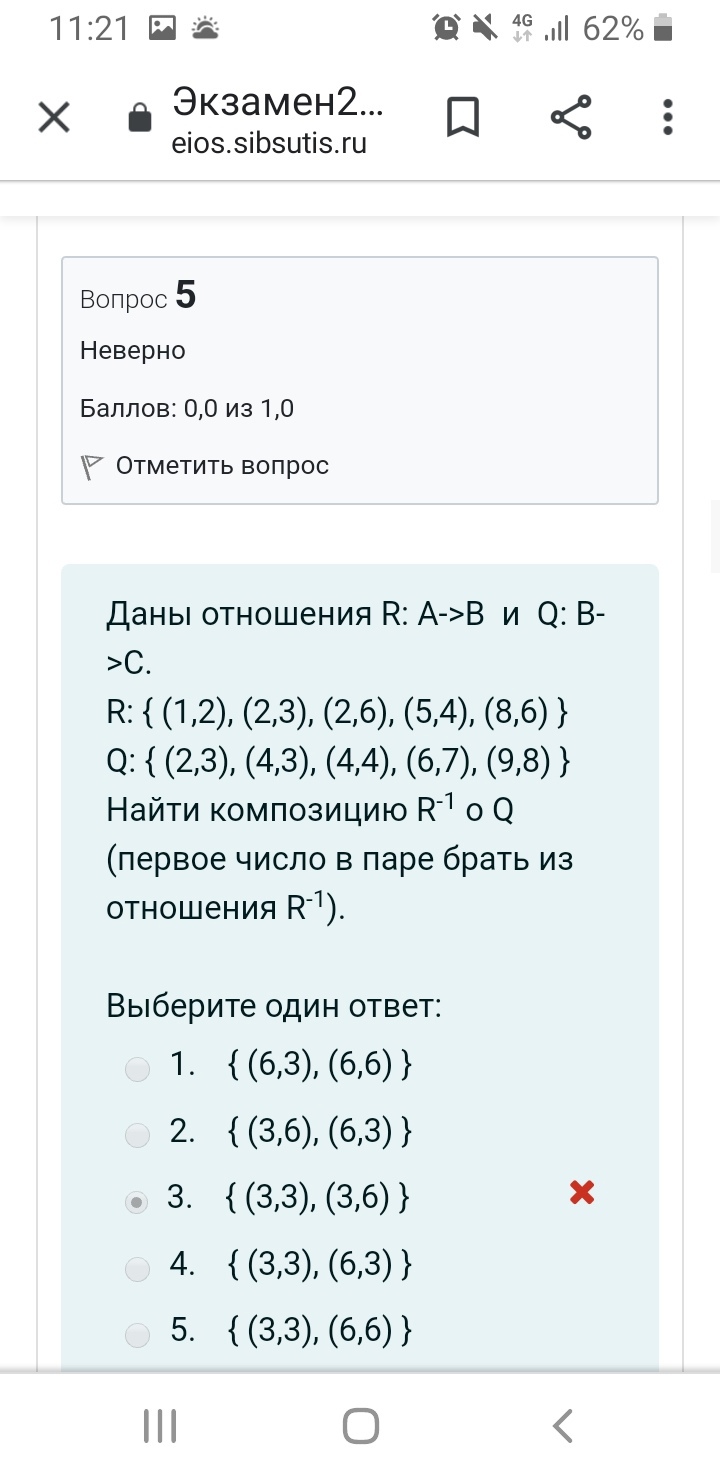 11:21 4G 62%
Экзамен2...
eios.sibsutis.ru
Вопрос 5
Неверно
Баллов: 0,0 из 1,0
Отметить вопрос
Даны отношения R: A->B и Q: B-
>C.
R: { (1,2), (2,3), (2,6), (5,4), (8,6) }
Q: { (2,3), (4,3), (4,4), (6,7), (9,8) }
Найти композицию R⁻¹ o Q
(первое число в паре брать из
отношения R⁻¹).
Выберите один ответ:
1. { (6,3), (6,6) }
2. { (3,6), (6,3) }
3. { (3,3), (3,6) }
4. { (3,3), (6,3) }
5. { (3,3), (6,6) }